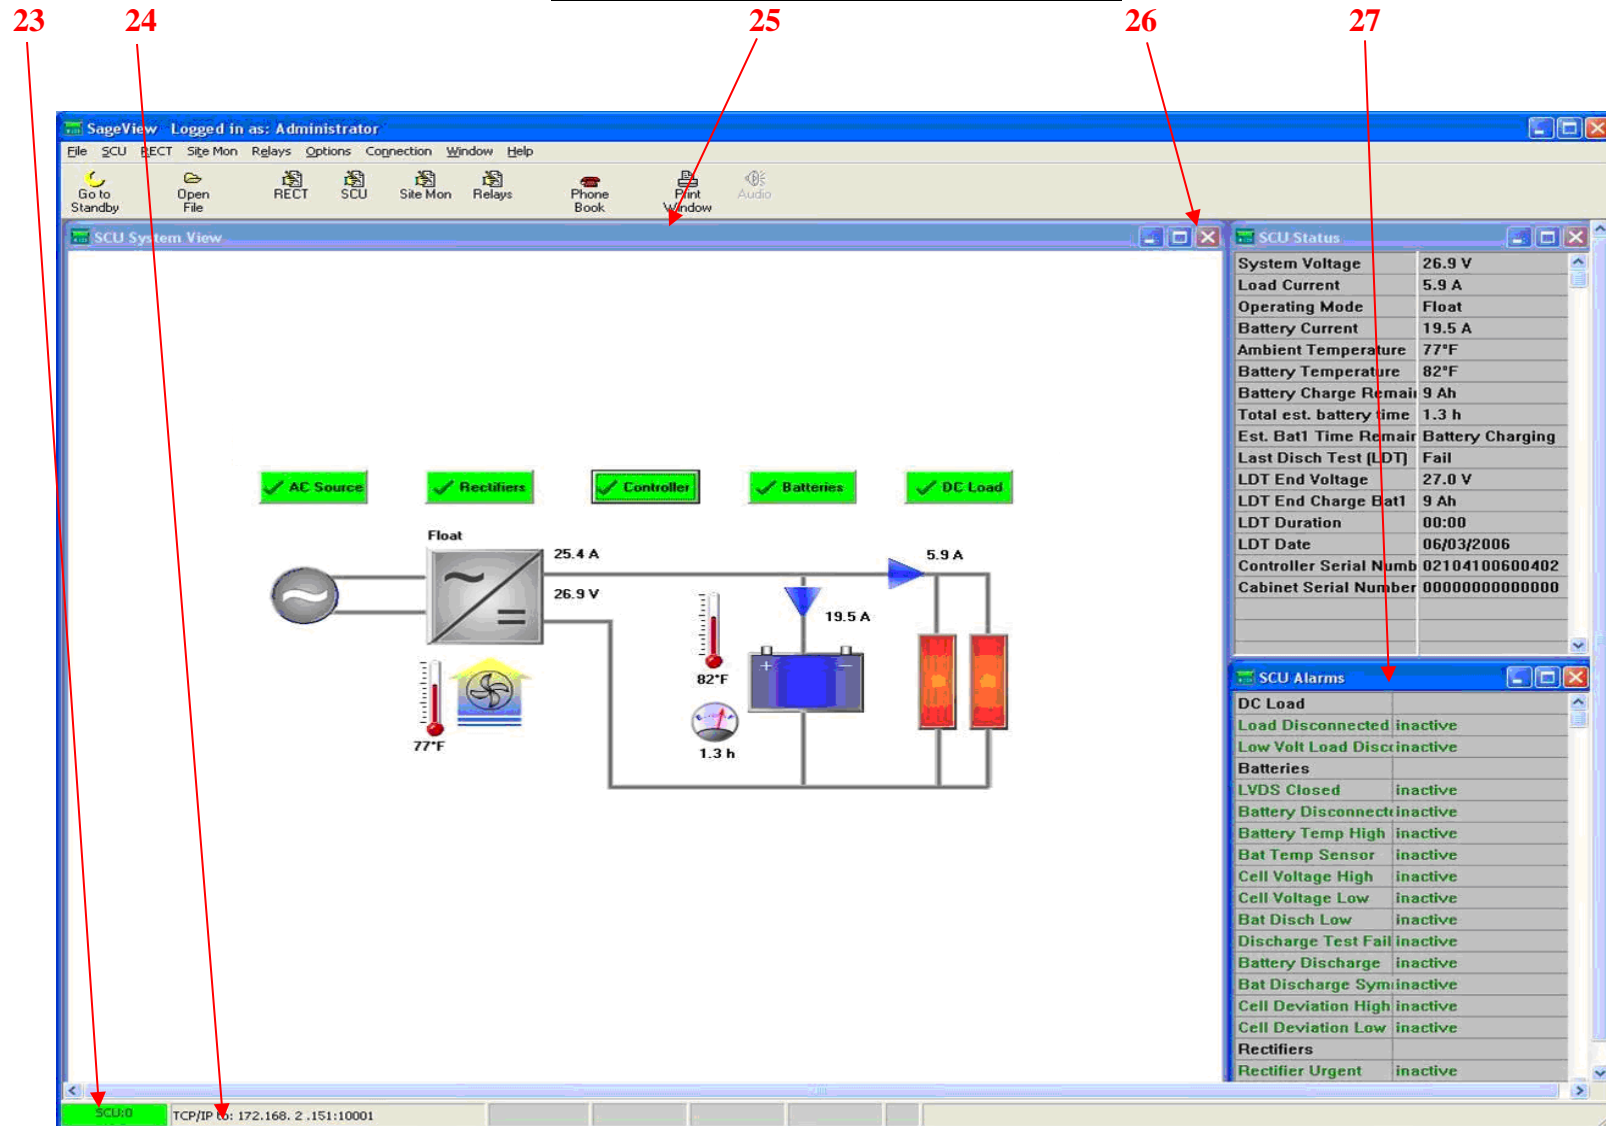 23 24 25 26 27
SageView Logged in as: Administrator
File SCU RECT Site Mon Relays Options Connection Window Help
Go to Standby
Open File
RECT
SCU
Site Mon
Relays
Phone Book
Print Window
Audio
SCU System View
AC Source
Rectifiers
Controller
Batteries
DC Load
Float
25.4 A
26.9 V
5.9 A
19.5 A
82°F
77°F
1.3 h
SCU Status
System Voltage 26.9 V
Load Current 5.9 A
Operating Mode Float
Battery Current 19.5 A
Ambient Temperature 77°F
Battery Temperature 82°F
Battery Charge Remai 9 Ah
Total est. battery time 1.3 h
Est. Bat1 Time Remair Battery Charging
Last Disch Test (LDT) Fail
LDT End Voltage 27.0 V
LDT End Charge Bat1 9 Ah
LDT Duration 00:00
LDT Date 06/03/2006
Controller Serial Numb 02104100600402
Cabinet Serial Number 00000000000000
SCU Alarms
DC Load
Load Disconnected inactive
Low Volt Load Disc inactive
Batteries
LVDS Closed inactive
Battery Disconnect inactive
Battery Temp High inactive
Bat Temp Sensor inactive
Cell Voltage High inactive
Cell Voltage Low inactive
Bat Disch Low inactive
Discharge Test Fail inactive
Battery Discharge inactive
Bat Discharge Sym inactive
Cell Deviation High inactive
Cell Deviation Low inactive
Rectifiers
Rectifier Urgent inactive
SCU:0
TCP/IP to: 172.168. 2 .151:10001